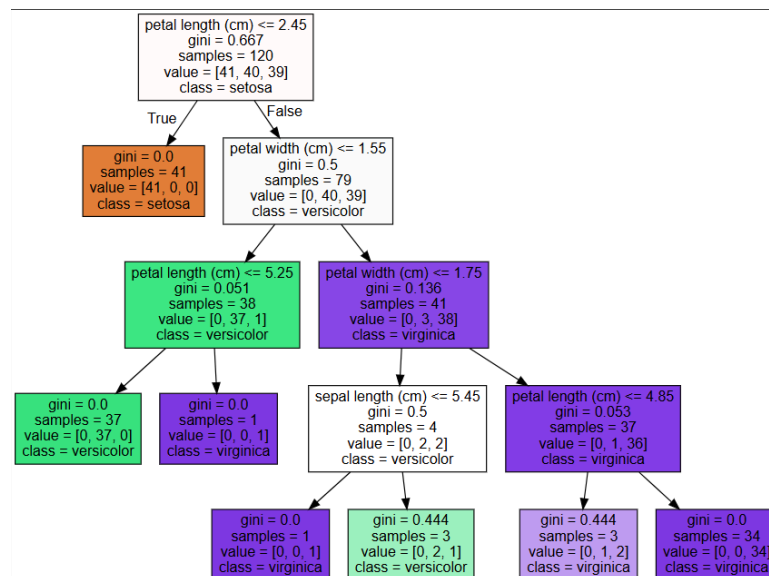 petal length (cm) <= 2.45
gini = 0.667
samples = 120
value = [41, 40, 39]
class = setosa
True
False
gini = 0.0
samples = 41
value = [41, 0, 0]
class = setosa
petal width (cm) <= 1.55
gini = 0.5
samples = 79
value = [0, 40, 39]
class = versicolor
petal length (cm) <= 5.25
gini = 0.051
samples = 38
value = [0, 37, 1]
class = versicolor
petal width (cm) <= 1.75
gini = 0.136
samples = 41
value = [0, 3, 38]
class = virginica
gini = 0.0
samples = 37
value = [0, 37, 0]
class = versicolor
gini = 0.0
samples = 1
value = [0, 0, 1]
class = virginica
sepal length (cm) <= 5.45
gini = 0.5
samples = 4
value = [0, 2, 2]
class = versicolor
petal length (cm) <= 4.85
gini = 0.053
samples = 37
value = [0, 1, 36]
class = virginica
gini = 0.0
samples = 1
value = [0, 0, 1]
class = virginica
gini = 0.444
samples = 3
value = [0, 2, 1]
class = versicolor
gini = 0.444
samples = 3
value = [0, 1, 2]
class = virginica
gini = 0.0
samples = 34
value = [0, 0, 34]
class = virginica